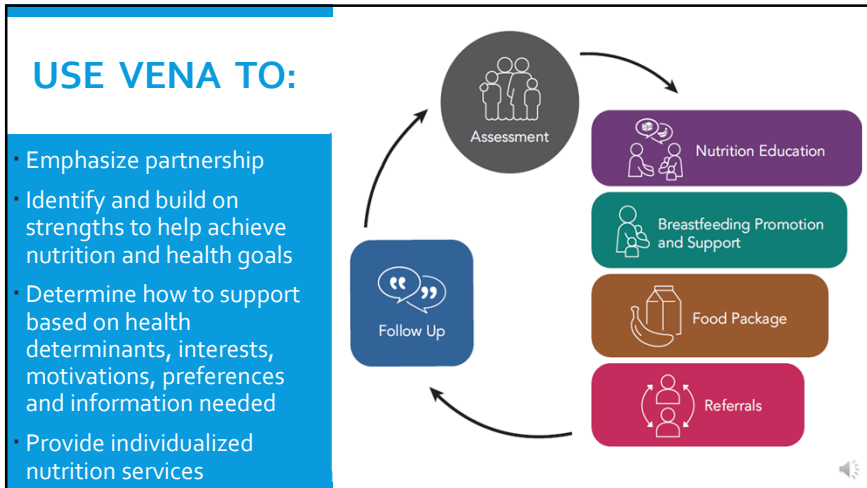 USE VENA TO:
· Emphasize partnership
· Identify and build on
strengths to help achieve
nutrition and health goals
· Determine how to support
based on health
determinants, interests,
motivations, preferences
and information needed
· Provide individualized
nutrition services
Assessment
Nutrition Education
Breastfeeding Promotion
and Support
Food Package
Referrals
Follow Up